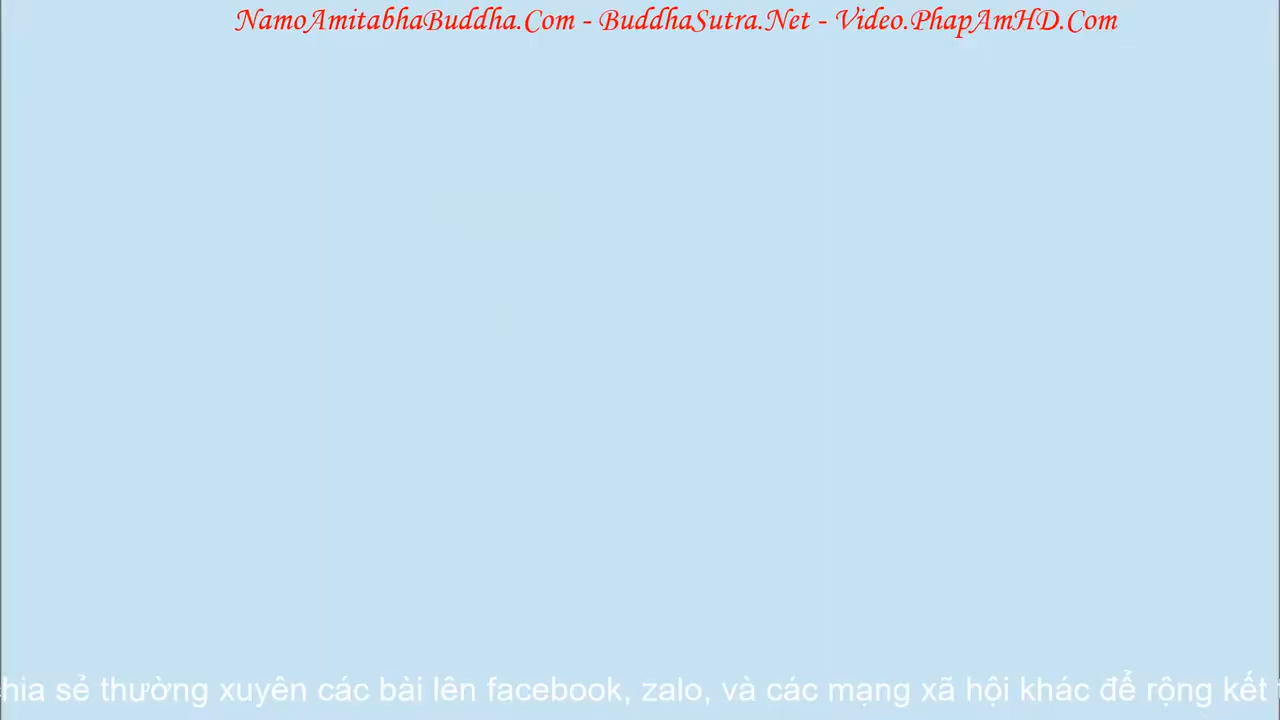 NamoAmitabhaBuddha.Com - BuddhaSutra.Net - Video.PhapAmHD.Com
hia sẻ thường xuyên các bài lên facebook, zalo, và các mạng xã hội khác để rộng kết